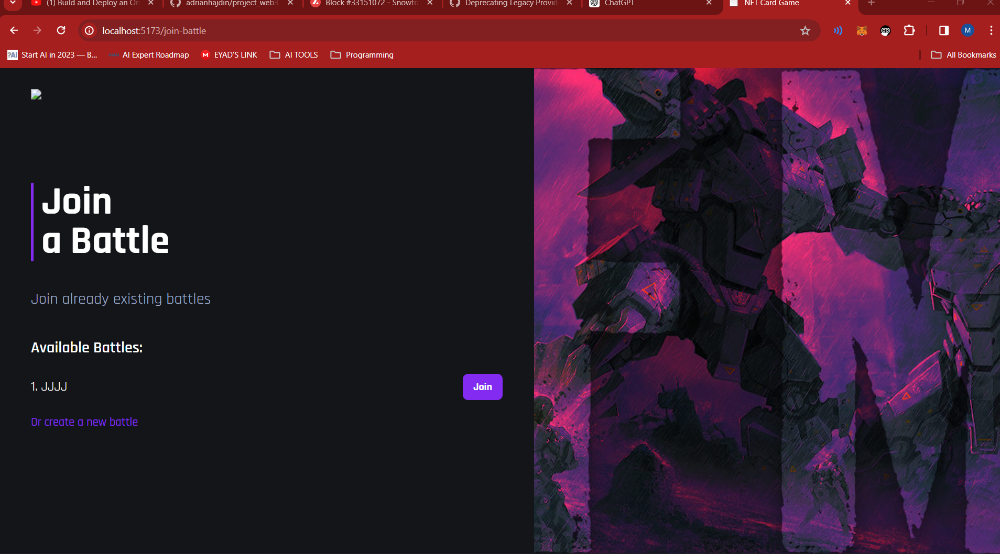 (1) Build and Deploy an On
adrianhajdin/project_web3
Block #33151072 - Snowtra
Deprecating Legacy Provid
ChatGPT
NFT Card Game
localhost:5173/join-battle
M
?AI Start AI in 2023 — B...
AI Expert Roadmap
M EYAD'S LINK
AI TOOLS
Programming
All Bookmarks
Join
a Battle
Join already existing battles
Available Battles:
1. JJJJ
Join
Or create a new battle